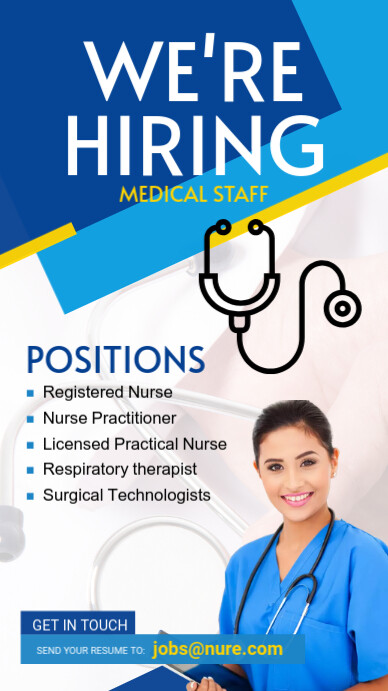 WE'RE
HIRING
MEDICAL STAFF
POSITIONS
Registered Nurse
Nurse Practitioner
Licensed Practical Nurse
Respiratory therapist
Surgical Technologists
GET IN TOUCH
SEND YOUR RESUME TO: jobs@nure.com